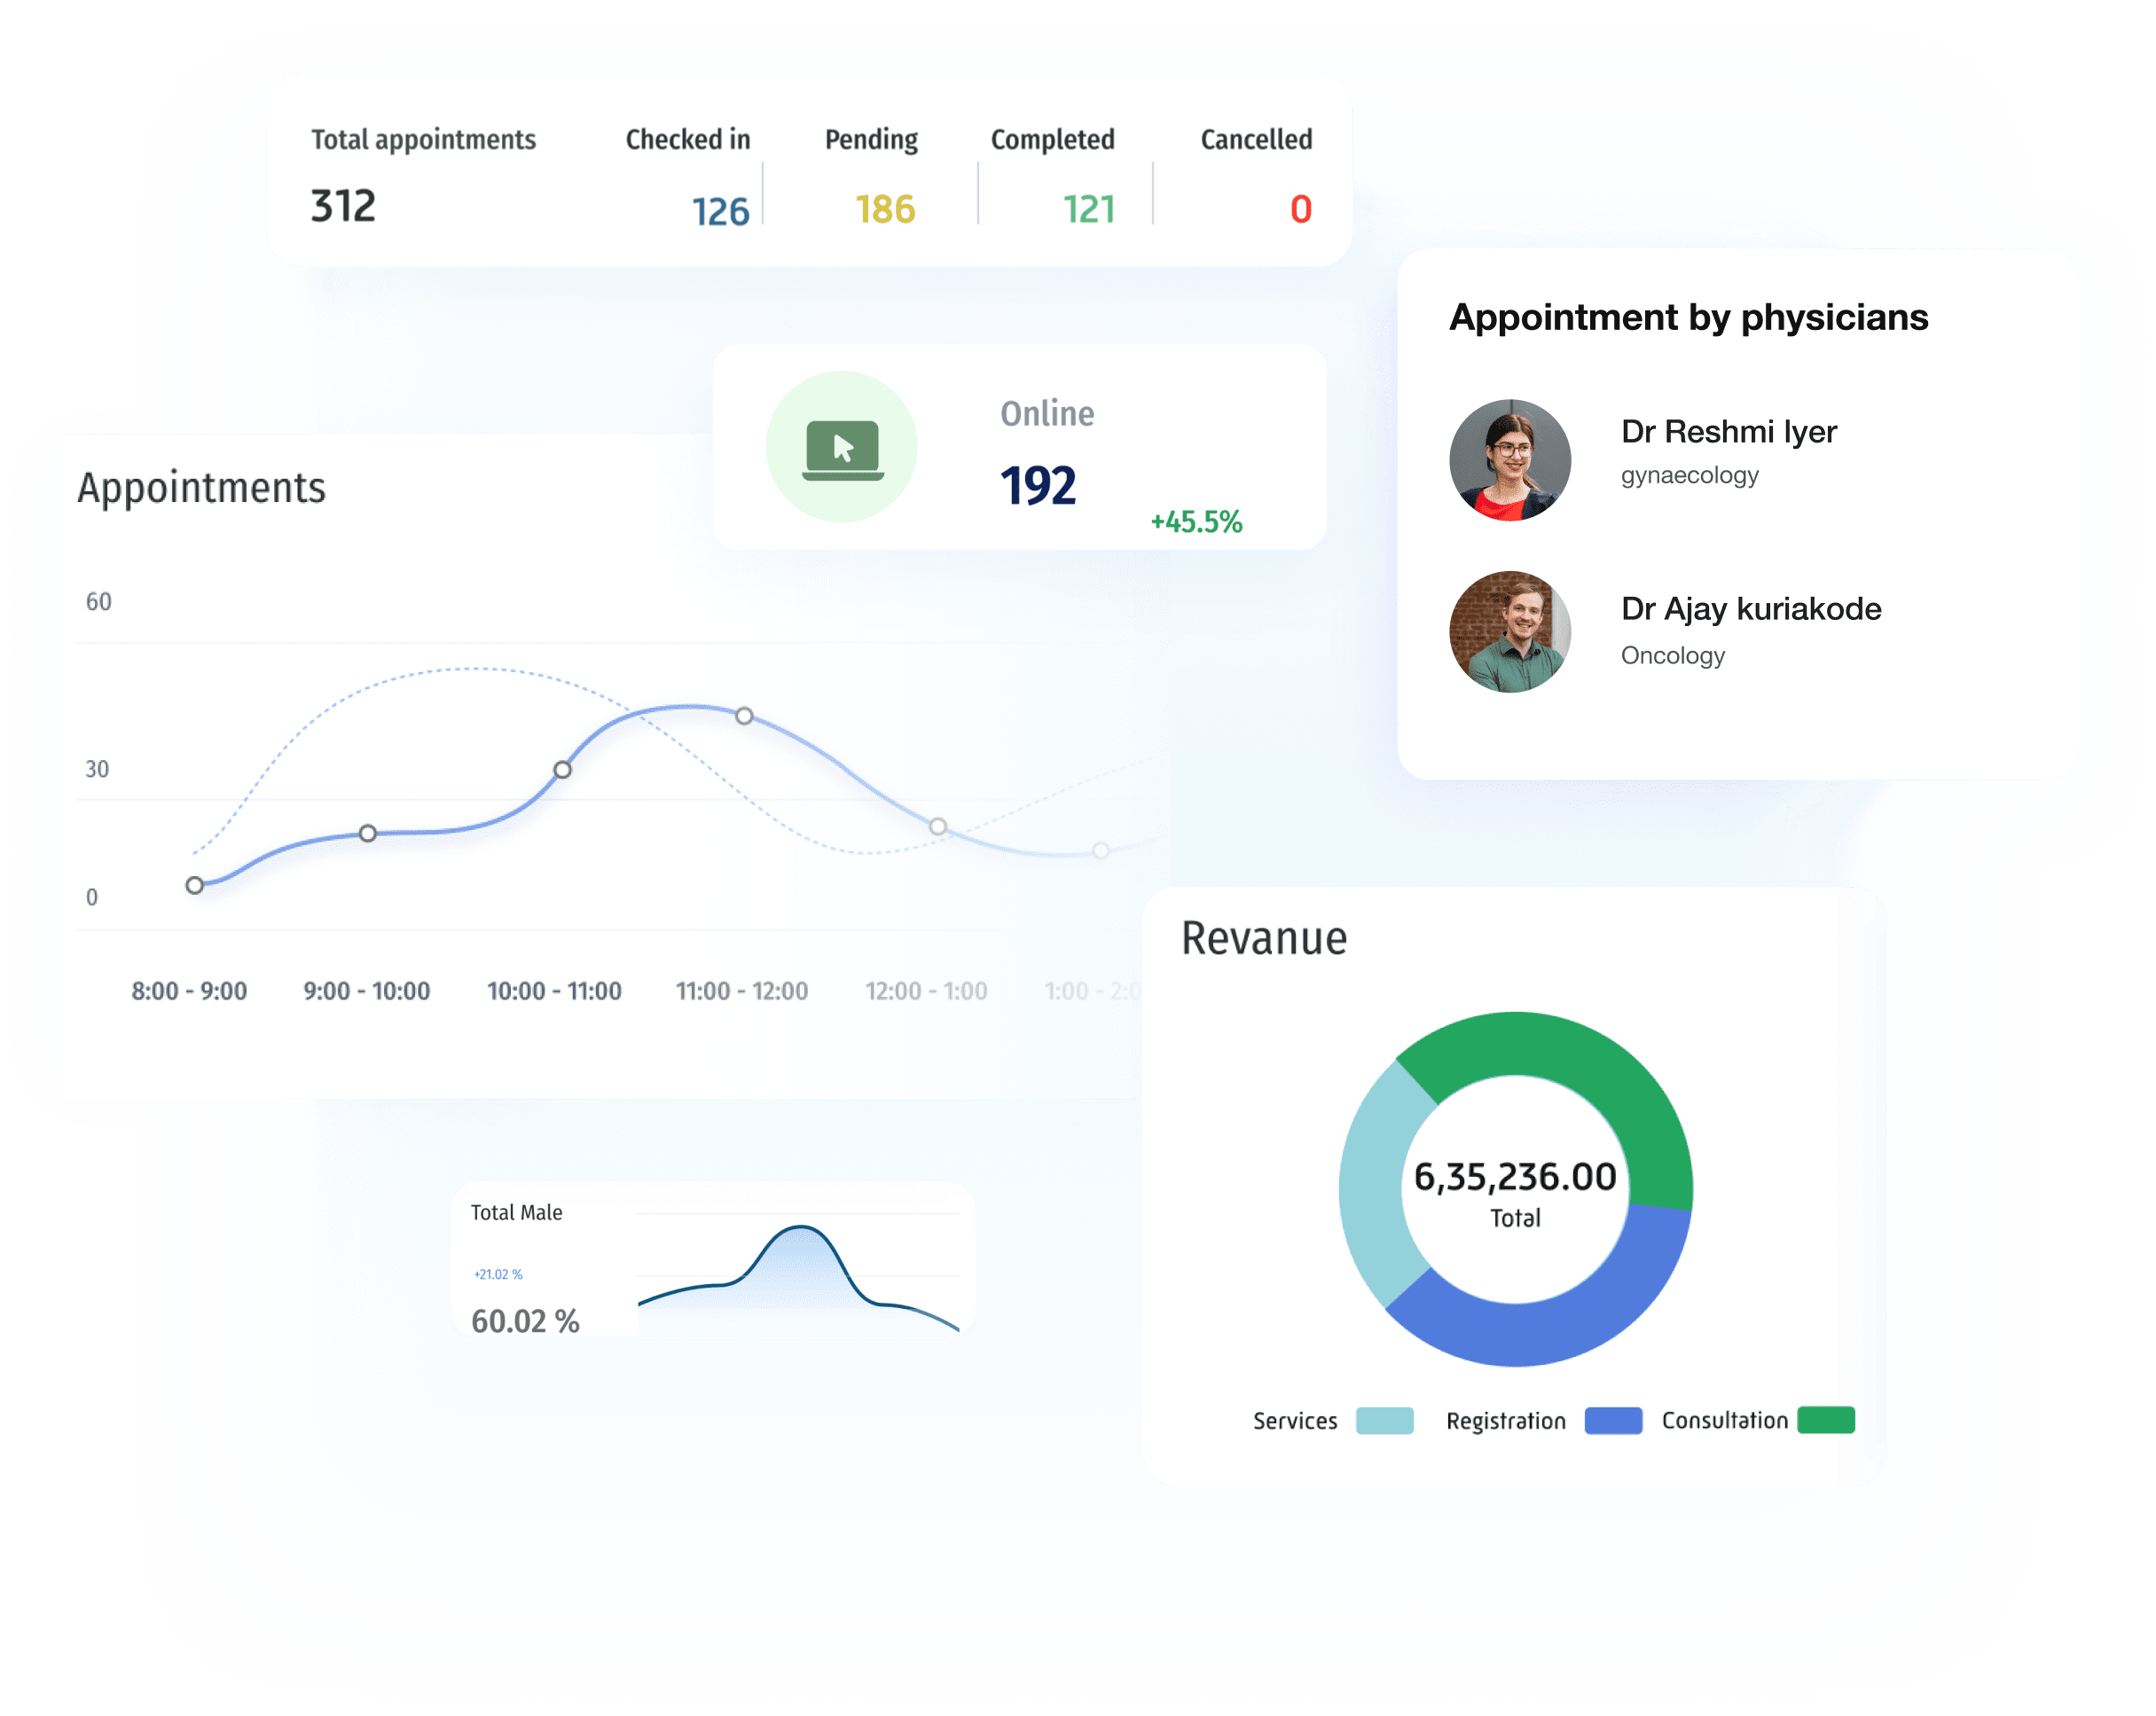 Total appointments
Checked in
Pending
Completed
Cancelled
312
126
186
121
0
Online
192
+45.5%
Appointment by physicians
Dr Reshmi Iyer
gynaecology
Dr Ajay kuriakode
Oncology
Appointments
60
30
0
8:00 - 9:00
9:00 - 10:00
10:00 - 11:00
11:00 - 12:00
12:00 - 1:00
1:00 - 2:0
Total Male
+21.02 %
60.02 %
Revanue
6,35,236.00
Total
Services
Registration
Consultation